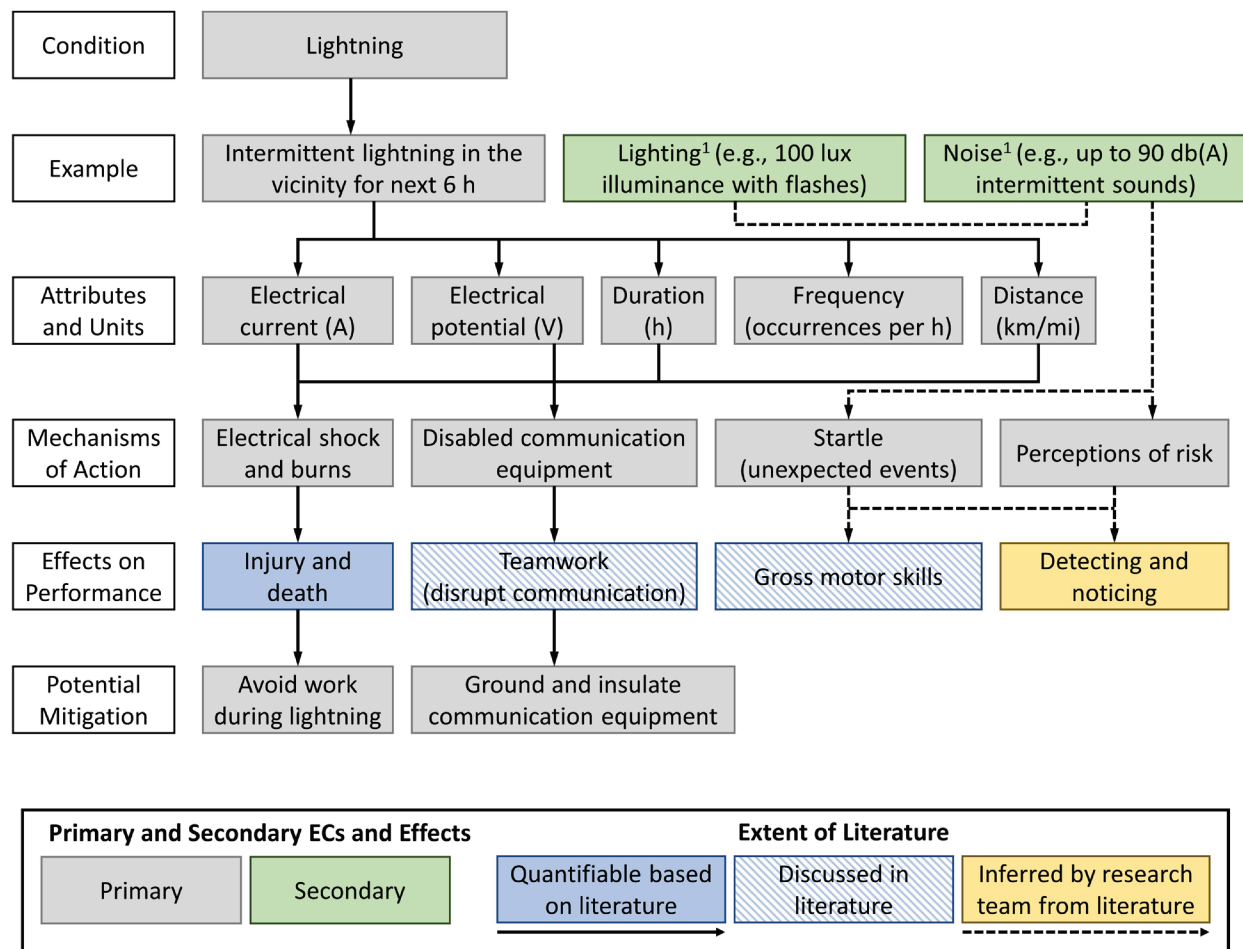 Condition
Lightning
Example
Intermittent lightning in the
vicinity for next 6 h
Lighting¹ (e.g., 100 lux
illuminance with flashes)
Noise¹ (e.g., up to 90 db(A)
intermittent sounds)
Attributes
and Units
Electrical
current (A)
Electrical
potential (V)
Duration
(h)
Frequency
(occurrences per h)
Distance
(km/mi)
Mechanisms
of Action
Electrical shock
and burns
Disabled communication
equipment
Startle
(unexpected events)
Perceptions of risk
Effects on
Performance
Injury and
death
Teamwork
(disrupt communication)
Gross motor skills
Detecting and
noticing
Potential
Mitigation
Avoid work
during lightning
Ground and insulate
communication equipment
Primary and Secondary ECs and Effects
Primary
Secondary
Extent of Literature
Quantifiable based
on literature
Discussed in
literature
Inferred by research
team from literature